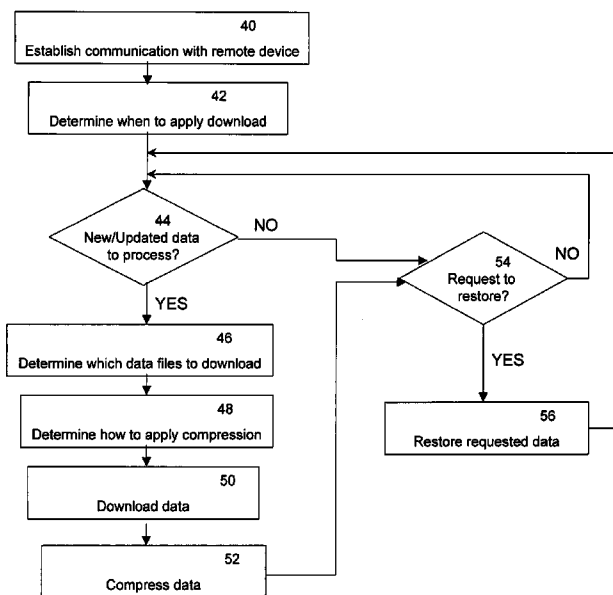 40
Establish communication with remote device
42
Determine when to apply download
44
New/Updated data
to process?
NO
YES
46
Determine which data files to download
48
Determine how to apply compression
50
Download data
52
Compress data
54
Request to
restore?
NO
YES
56
Restore requested data